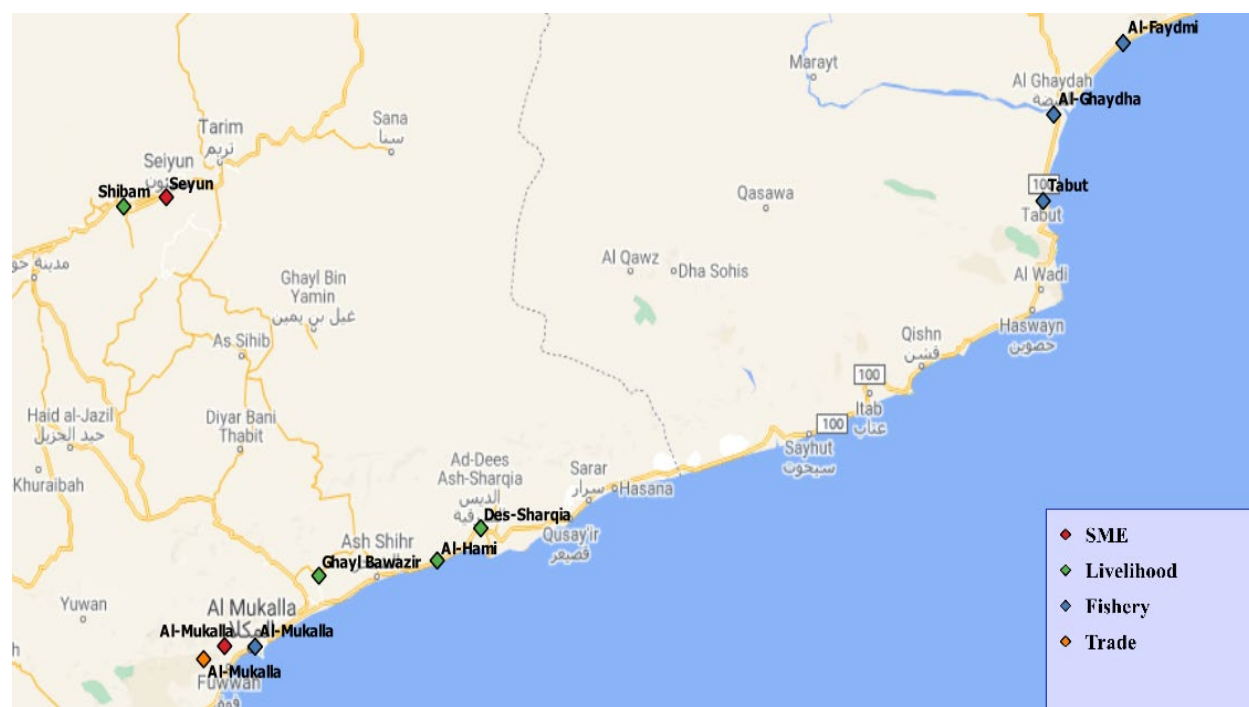 Al-Faydmi
Marayt
Al Ghaydah
Al-Ghaydha
Sana
سنا
Tarim
تريم
Seiyun
Shibam
Seyun
100
Tabut
Tabut
Qasawa
مدينة حو
Al Qawz
Dha Sohis
Al Wadi
Ghayl Bin
Yamin
غيل بن يمين
Haswayn
حصوين
As Sihib
Qishn
قشن
100
Itab
عتاب
100
Sayhut
سيحوت
Haid al-Jazil
حيد الجزيل
Diyar Bani
Thabit
Khuraibah
Ad-Dees
Ash-Sharqia
الديس
Sarar
سرار
Hasana
Des-Sharqia
Qusay'ir
قصيعر
Ash Shihr
Al-Hami
Ghayl Bawazir
Yuwan
Al Mukalla
المكلا
Al-Mukalla
Al-Mukalla
Al-Mukalla
Fuwwah
فوة
SME
Livelihood
Fishery
Trade